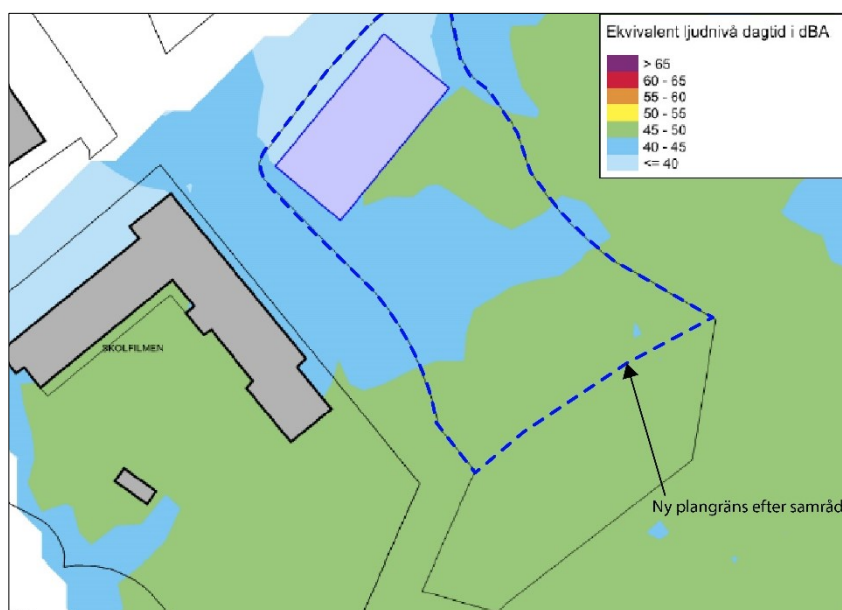 Ekvivalent ljudnivå dagtid i dBA
> 65
60 - 65
55 - 60
50 - 55
45 - 50
40 - 45
<= 40
SKOLFILMEN
Ny plangräns efter samråd